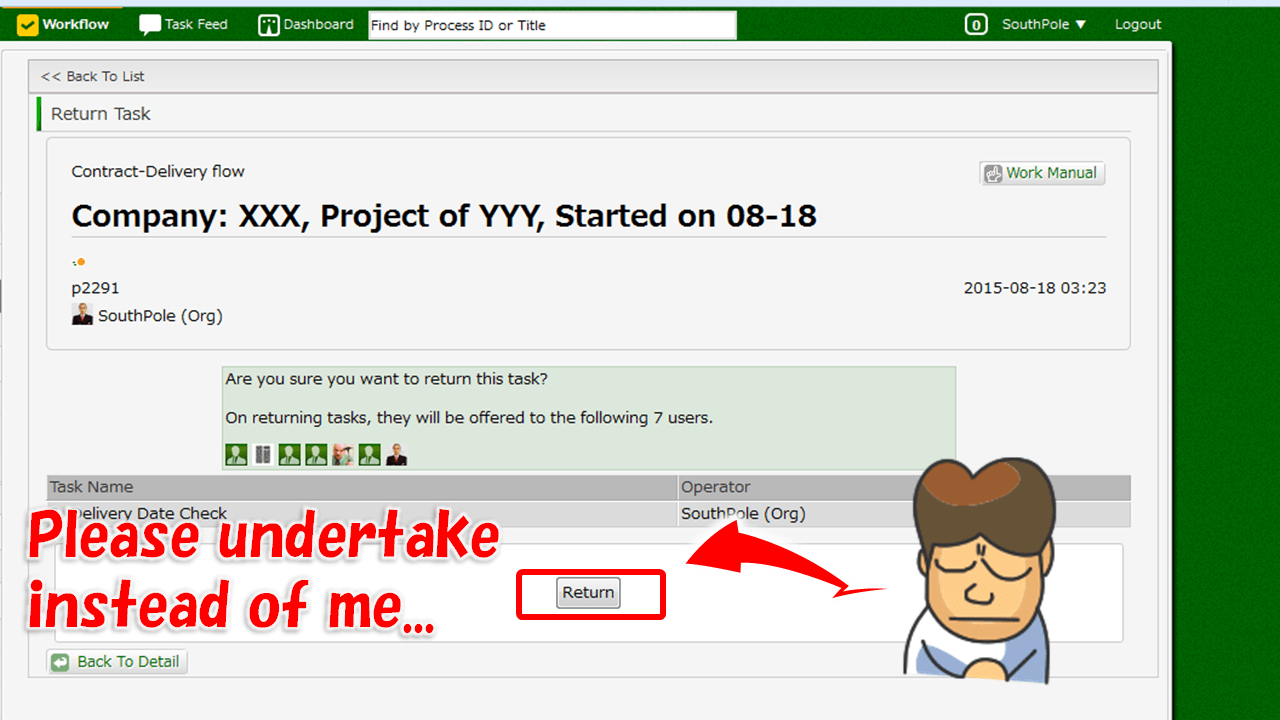 Workflow Task Feed Dashboard Find by Process ID or Title 0 SouthPole ▼ Logout
<< Back To List
Return Task
Contract-Delivery flow Work Manual
Company: XXX, Project of YYY, Started on 08-18
p2291 2015-08-18 03:23
SouthPole (Org)
Are you sure you want to return this task?
On returning tasks, they will be offered to the following 7 users.
Task Name Operator
Delivery Date Check SouthPole (Org)
Please undertake
instead of me...
Return
Back To Detail